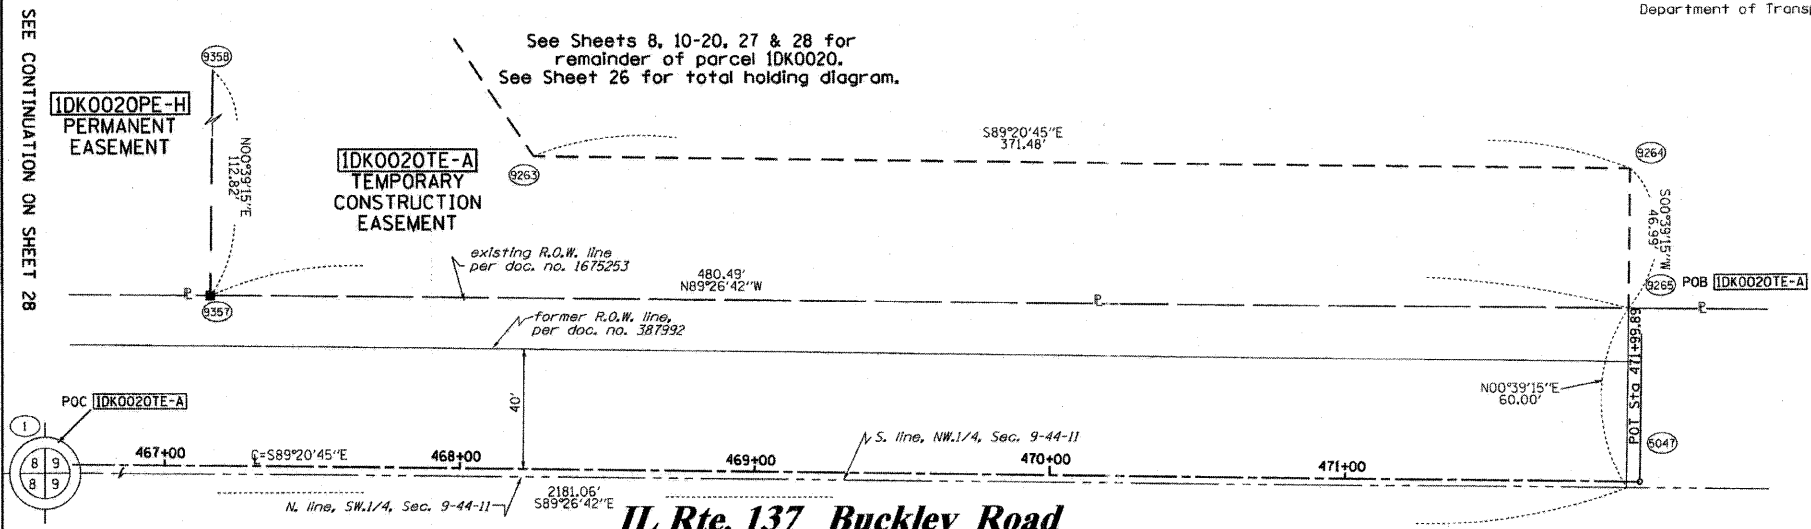 Department of
SEE CONTINUATION ON SHEET 28
See Sheets 8, 10-20, 27 & 28 for
remainder of parcel 1DK0020.
See Sheet 26 for total holding diagram.
9358
1DK0020PE-H
PERMANENT
EASEMENT
N00°39'15"E
112.82'
1DK0020TE-A
TEMPORARY
CONSTRUCTION
EASEMENT
9263
S89°20'45"E
371.48'
9264
S00°39'15"W
46.99'
existing R.O.W. line
per doc. no. 1675253
480.49'
N89°26'42"W
9265 POB 1DK0020TE-A
9357
former R.O.W. line,
per doc. no. 387992
40'
N00°39'15"E
60.00'
POT Sta 471+99.89
5047
POC 1DK0020TE-A
1
8 9
8 9
467+00
=S89°20'45"E
468+00
469+00
470+00
471+00
S. line, NW.1/4, Sec. 9-44-11
N. line, SW.1/4, Sec. 9-44-11
2181.06'
S89°26'42"E
IL Rte. 137 Buckley Road